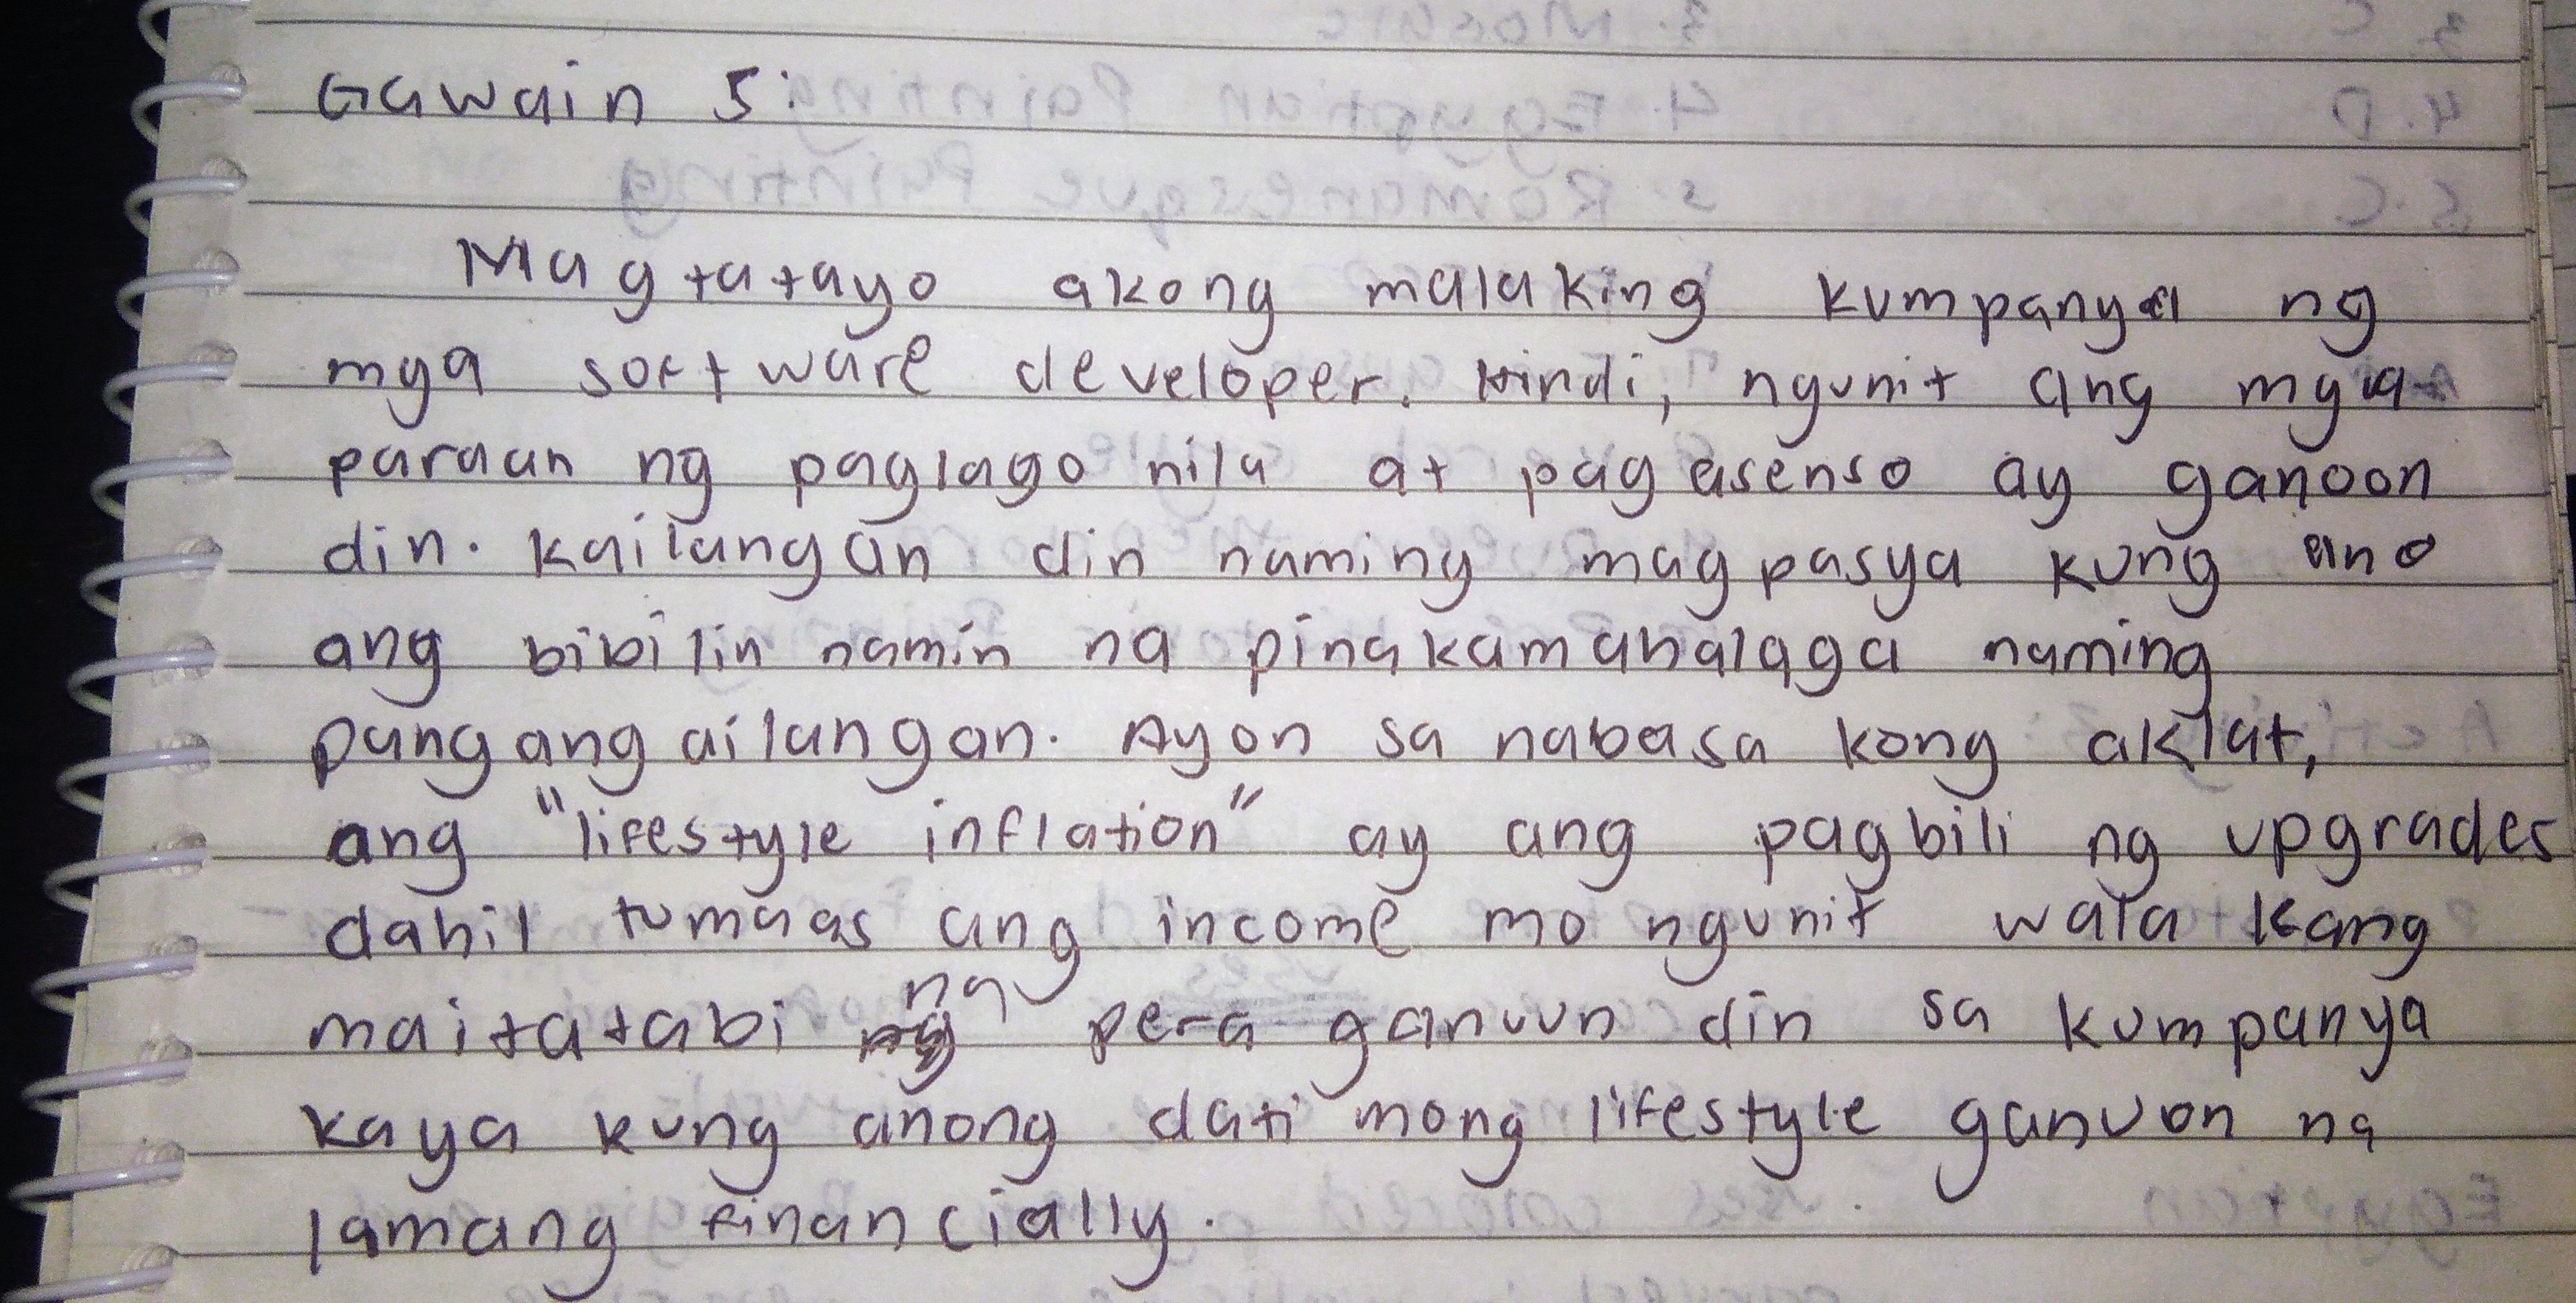 Gawain 5:
Magtatayo akong malaking kumpanya ng
mga software developer. Hindi, ngunit ang mga
paraan ng paglago nila at pag asenso ay ganoon
din. Kailangan din naming magpasya kung ano
ang bibilin namin na pinakamahalaga naming
pangangailangan. Ayon sa nabasa kong aklat,
ang "lifestyle inflation" ay ang pagbili ng upgrades
dahil tumaas ang income mo ngunit wala kang
maitatabi na pera ganuun din sa kumpanya
kaya kung anong dati mong lifestyle ganuon na
lamang financially.